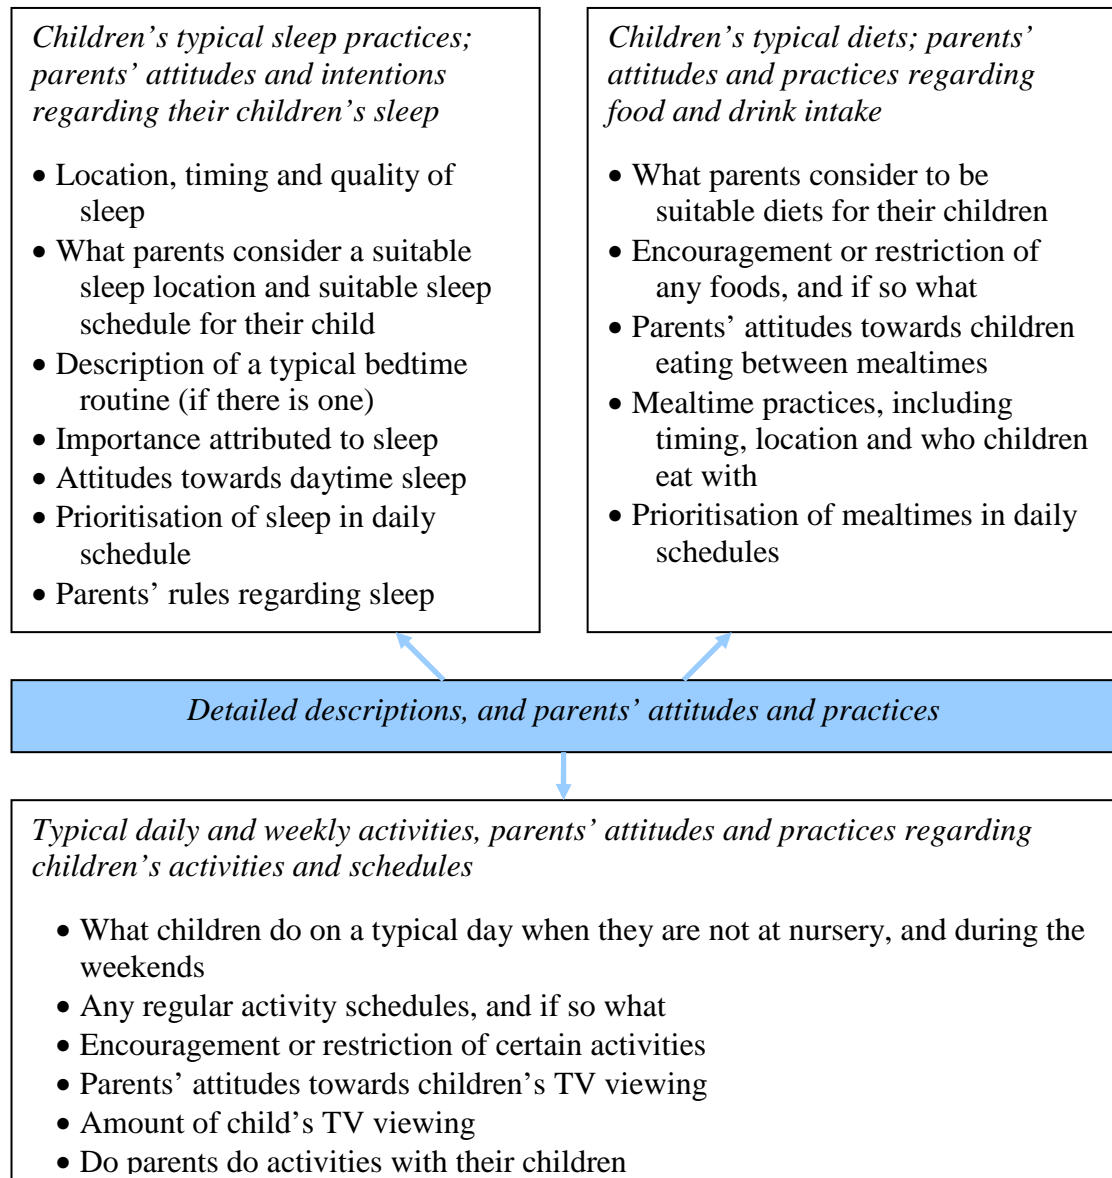 Children’s typical sleep practices;
parents’ attitudes and intentions
regarding their children’s sleep
• Location, timing and quality of
sleep
• What parents consider a suitable
sleep location and suitable sleep
schedule for their child
• Description of a typical bedtime
routine (if there is one)
• Importance attributed to sleep
• Attitudes towards daytime sleep
• Prioritisation of sleep in daily
schedule
• Parents’ rules regarding sleep
Children’s typical diets; parents’
attitudes and practices regarding
food and drink intake
• What parents consider to be
suitable diets for their children
• Encouragement or restriction of
any foods, and if so what
• Parents’ attitudes towards children
eating between mealtimes
• Mealtime practices, including
timing, location and who children
eat with
• Prioritisation of mealtimes in daily
schedules
Detailed descriptions, and parents’ attitudes and practices
Typical daily and weekly activities, parents’ attitudes and practices regarding
children’s activities and schedules
• What children do on a typical day when they are not at nursery, and during the
weekends
• Any regular activity schedules, and if so what
• Encouragement or restriction of certain activities
• Parents’ attitudes towards children’s TV viewing
• Amount of child’s TV viewing
• Do parents do activities with their children